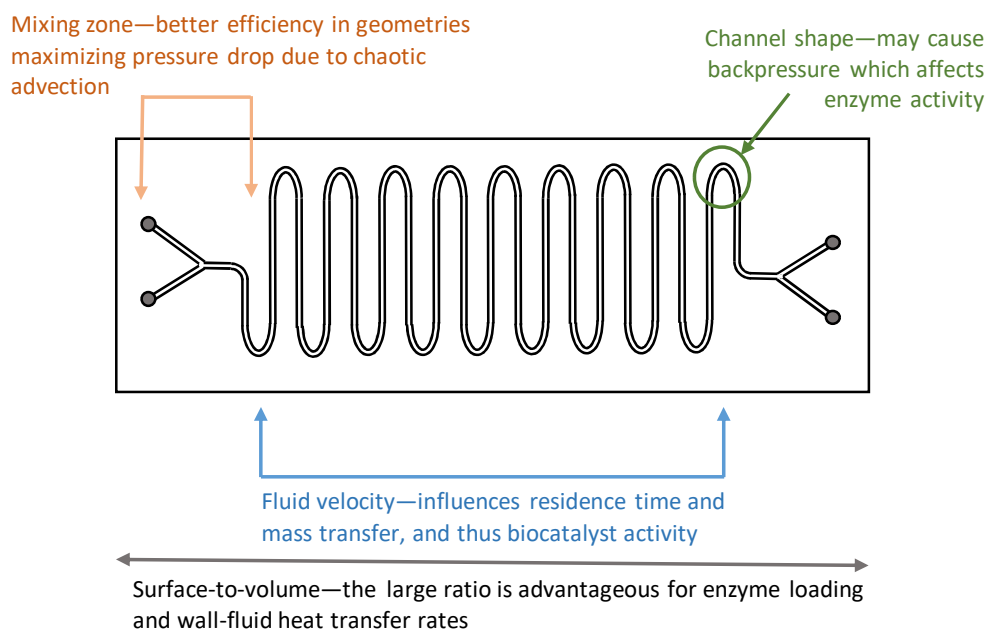 Mixing zone—better efficiency in geometries
maximizing pressure drop due to chaotic
advection
Channel shape—may cause
backpressure which affects
enzyme activity
Fluid velocity—influences residence time and
mass transfer, and thus biocatalyst activity
Surface-to-volume—the large ratio is advantageous for enzyme loading
and wall-fluid heat transfer rates